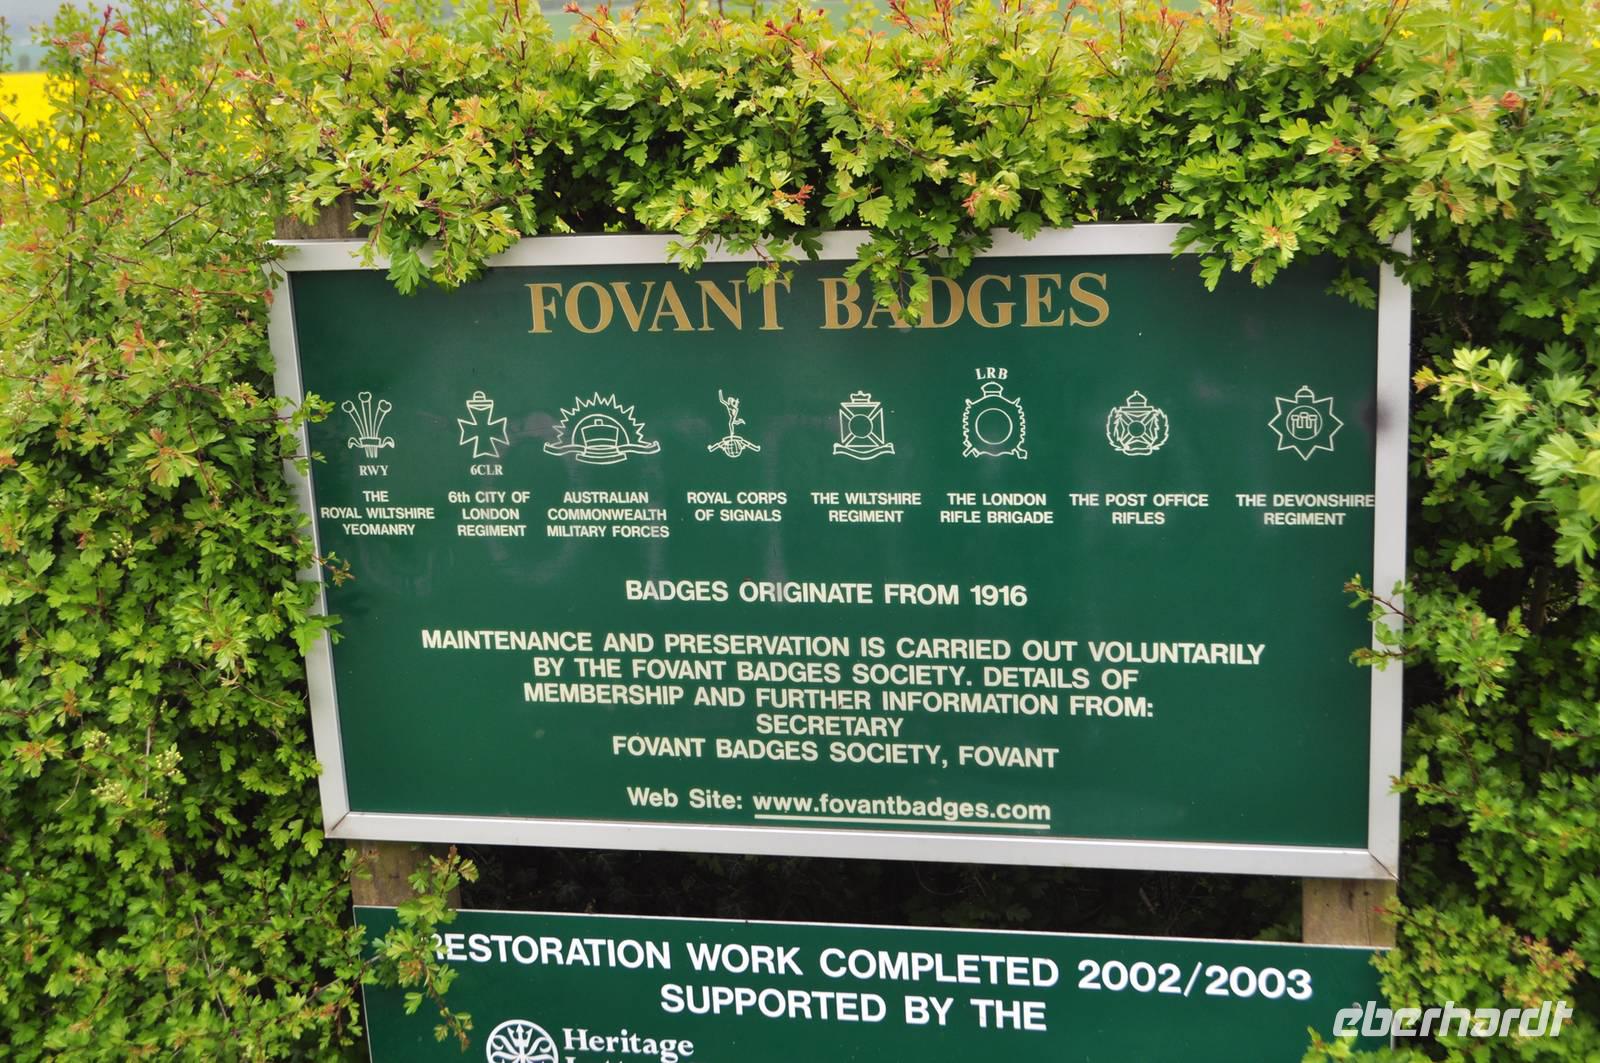 FOVANT BADGES
LRB
RWY
6CLR
THE
ROYAL WILTSHIRE
YEOMANRY
6th CITY OF
LONDON
REGIMENT
AUSTRALIAN
COMMONWEALTH
MILITARY FORCES
ROYAL CORPS
OF SIGNALS
THE WILTSHIRE
REGIMENT
THE LONDON
RIFLE BRIGADE
THE POST OFFICE
RIFLES
THE DEVONSHIRE
REGIMENT
BADGES ORIGINATE FROM 1916
MAINTENANCE AND PRESERVATION IS CARRIED OUT VOLUNTARILY
BY THE FOVANT BADGES SOCIETY. DETAILS OF
MEMBERSHIP AND FURTHER INFORMATION FROM:
SECRETARY
FOVANT BADGES SOCIETY, FOVANT
Web Site: www.fovantbadges.com
RESTORATION WORK COMPLETED 2002/2003
SUPPORTED BY THE
Heritage
eberhardt